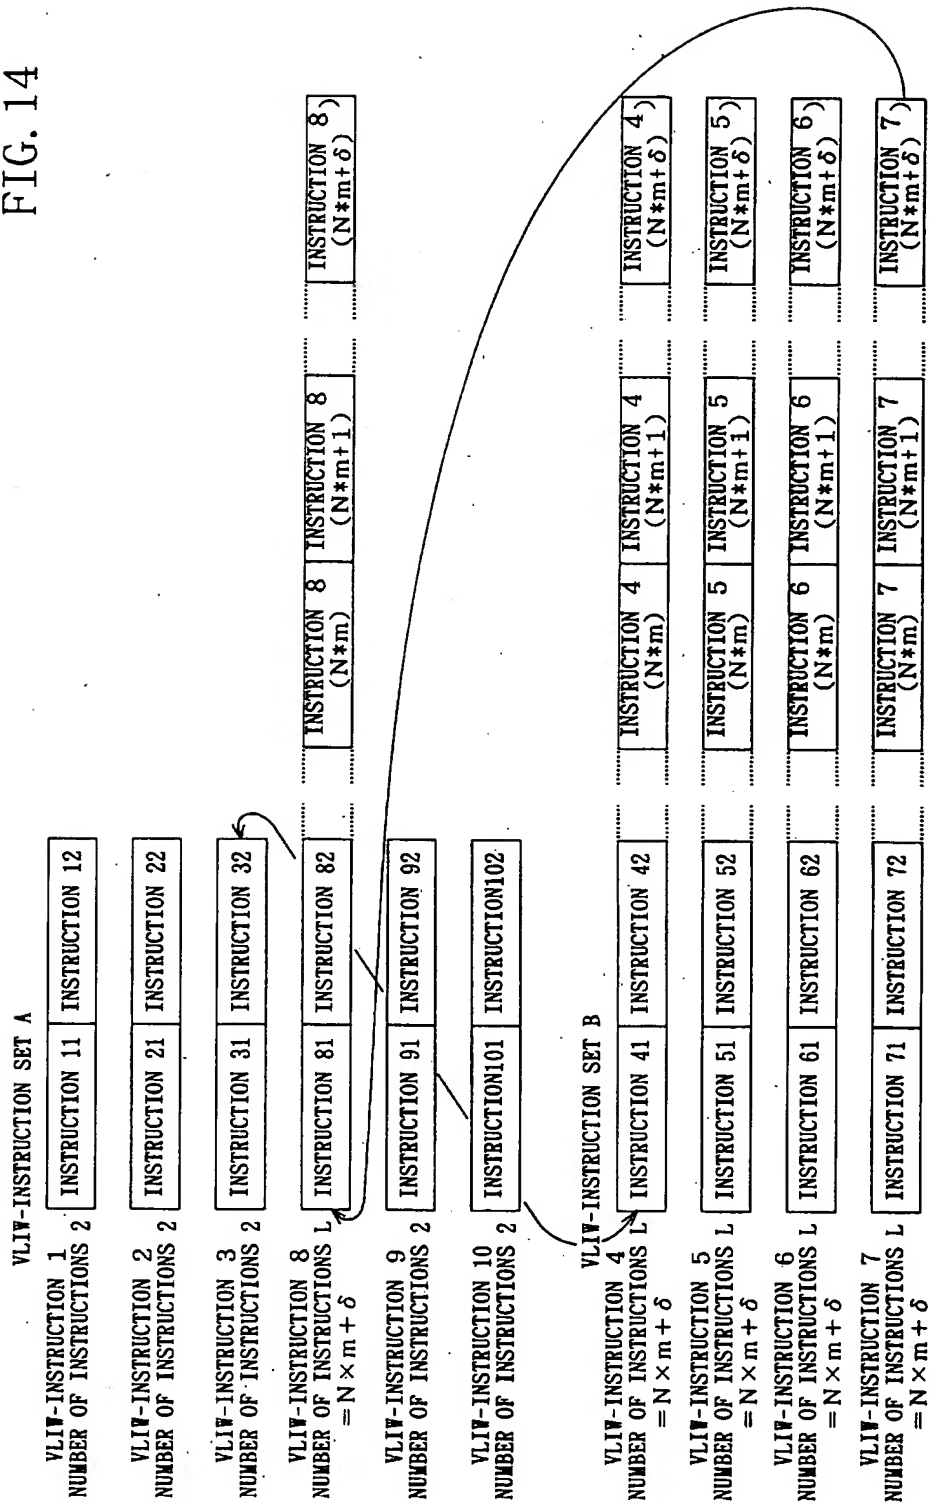 FIG. 14
VLIW-INSTRUCTION SET A
VLIW-INSTRUCTION 1
NUMBER OF INSTRUCTIONS 2
INSTRUCTION 11
INSTRUCTION 12
VLIW-INSTRUCTION 2
NUMBER OF INSTRUCTIONS 2
INSTRUCTION 21
INSTRUCTION 22
VLIW-INSTRUCTION 3
NUMBER OF INSTRUCTIONS 2
INSTRUCTION 31
INSTRUCTION 32
VLIW-INSTRUCTION 8
NUMBER OF INSTRUCTIONS L
=N×m+δ
INSTRUCTION 81
INSTRUCTION 82
INSTRUCTION 8
(N*m)
INSTRUCTION 8
(N*m+1)
INSTRUCTION 8
(N*m+δ)
VLIW-INSTRUCTION 9
NUMBER OF INSTRUCTIONS 2
INSTRUCTION 91
INSTRUCTION 92
VLIW-INSTRUCTION 10
NUMBER OF INSTRUCTIONS 2
INSTRUCTION101
INSTRUCTION102
VLIW-INSTRUCTION SET B
VLIW-INSTRUCTION 4
NUMBER OF INSTRUCTIONS L
=N×m+δ
INSTRUCTION 41
INSTRUCTION 42
INSTRUCTION 4
(N*m)
INSTRUCTION 4
(N*m+1)
INSTRUCTION 4
(N*m+δ)
VLIW-INSTRUCTION 5
NUMBER OF INSTRUCTIONS L
=N×m+δ
INSTRUCTION 51
INSTRUCTION 52
INSTRUCTION 5
(N*m)
INSTRUCTION 5
(N*m+1)
INSTRUCTION 5
(N*m+δ)
VLIW-INSTRUCTION 6
NUMBER OF INSTRUCTIONS L
=N×m+δ
INSTRUCTION 61
INSTRUCTION 62
INSTRUCTION 6
(N*m)
INSTRUCTION 6
(N*m+1)
INSTRUCTION 6
(N*m+δ)
VLIW-INSTRUCTION 7
NUMBER OF INSTRUCTIONS L
=N×m+δ
INSTRUCTION 71
INSTRUCTION 72
INSTRUCTION 7
(N*m)
INSTRUCTION 7
(N*m+1)
INSTRUCTION 7
(N*m+δ)